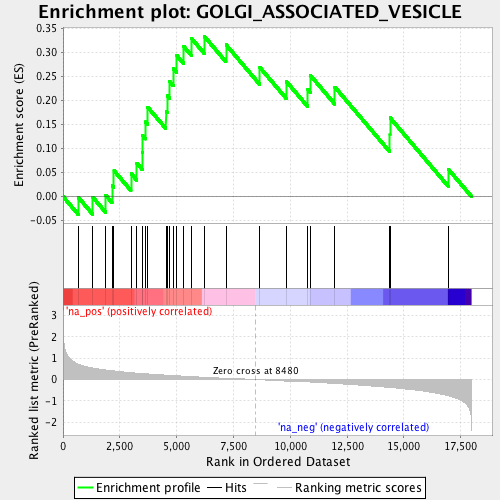 Enrichment plot: GOLGI_ASSOCIATED_VESICLE
Enrichment score (ES)
0.35
0.30
0.25
0.20
0.15
0.10
0.05
0.00
-0.05
'na_pos' (positively correlated)
Ranked list metric (PreRanked)
3
2
1
0
-1
-2
Zero cross at 8480
'na_neg' (negatively correlated)
0
2,500
5,000
7,500
10,000
12,500
15,000
17,500
Rank in Ordered Dataset
Enrichment profile
Hits
Ranking metric scores